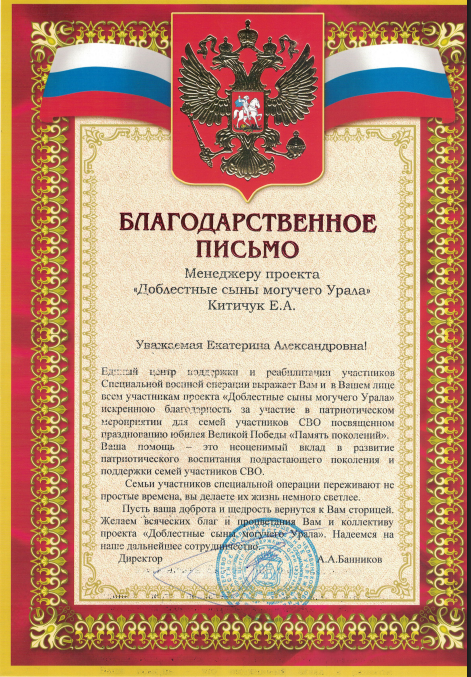 БЛАГОДАРСТВЕННОЕ
ПИСЬМО
Менеджеру проекта
«Доблестные сыны могучего Урала»
Китичук Е.А.
Уважаемая Екатерина Александровна!
Единый центр поддержки и реабилитации участников
Специальной военной операции выражает Вам и в Вашем лице
всем участникам проекта «Доблестные сыны могучего Урала»
искреннюю благодарность за участие в патриотическом
мероприятии для семей участников СВО посвященном
празднованию юбилея Великой Победы «Память поколений».
Ваша помощь – это неоценимый вклад в развитие
патриотического воспитания подрастающего поколения и
поддержки семей участников СВО.
Семьи участников специальной операции переживают не
простые времена, вы делаете их жизнь немного светлее.
Пусть ваша доброта и щедрость вернутся к Вам сторицей.
Желаем всяческих благ и процветания Вам и коллективу
проекта «Доблестные сыны могучего Урала». Надеемся на
наше дальнейшее сотрудничество.
Директор А.А.Банников